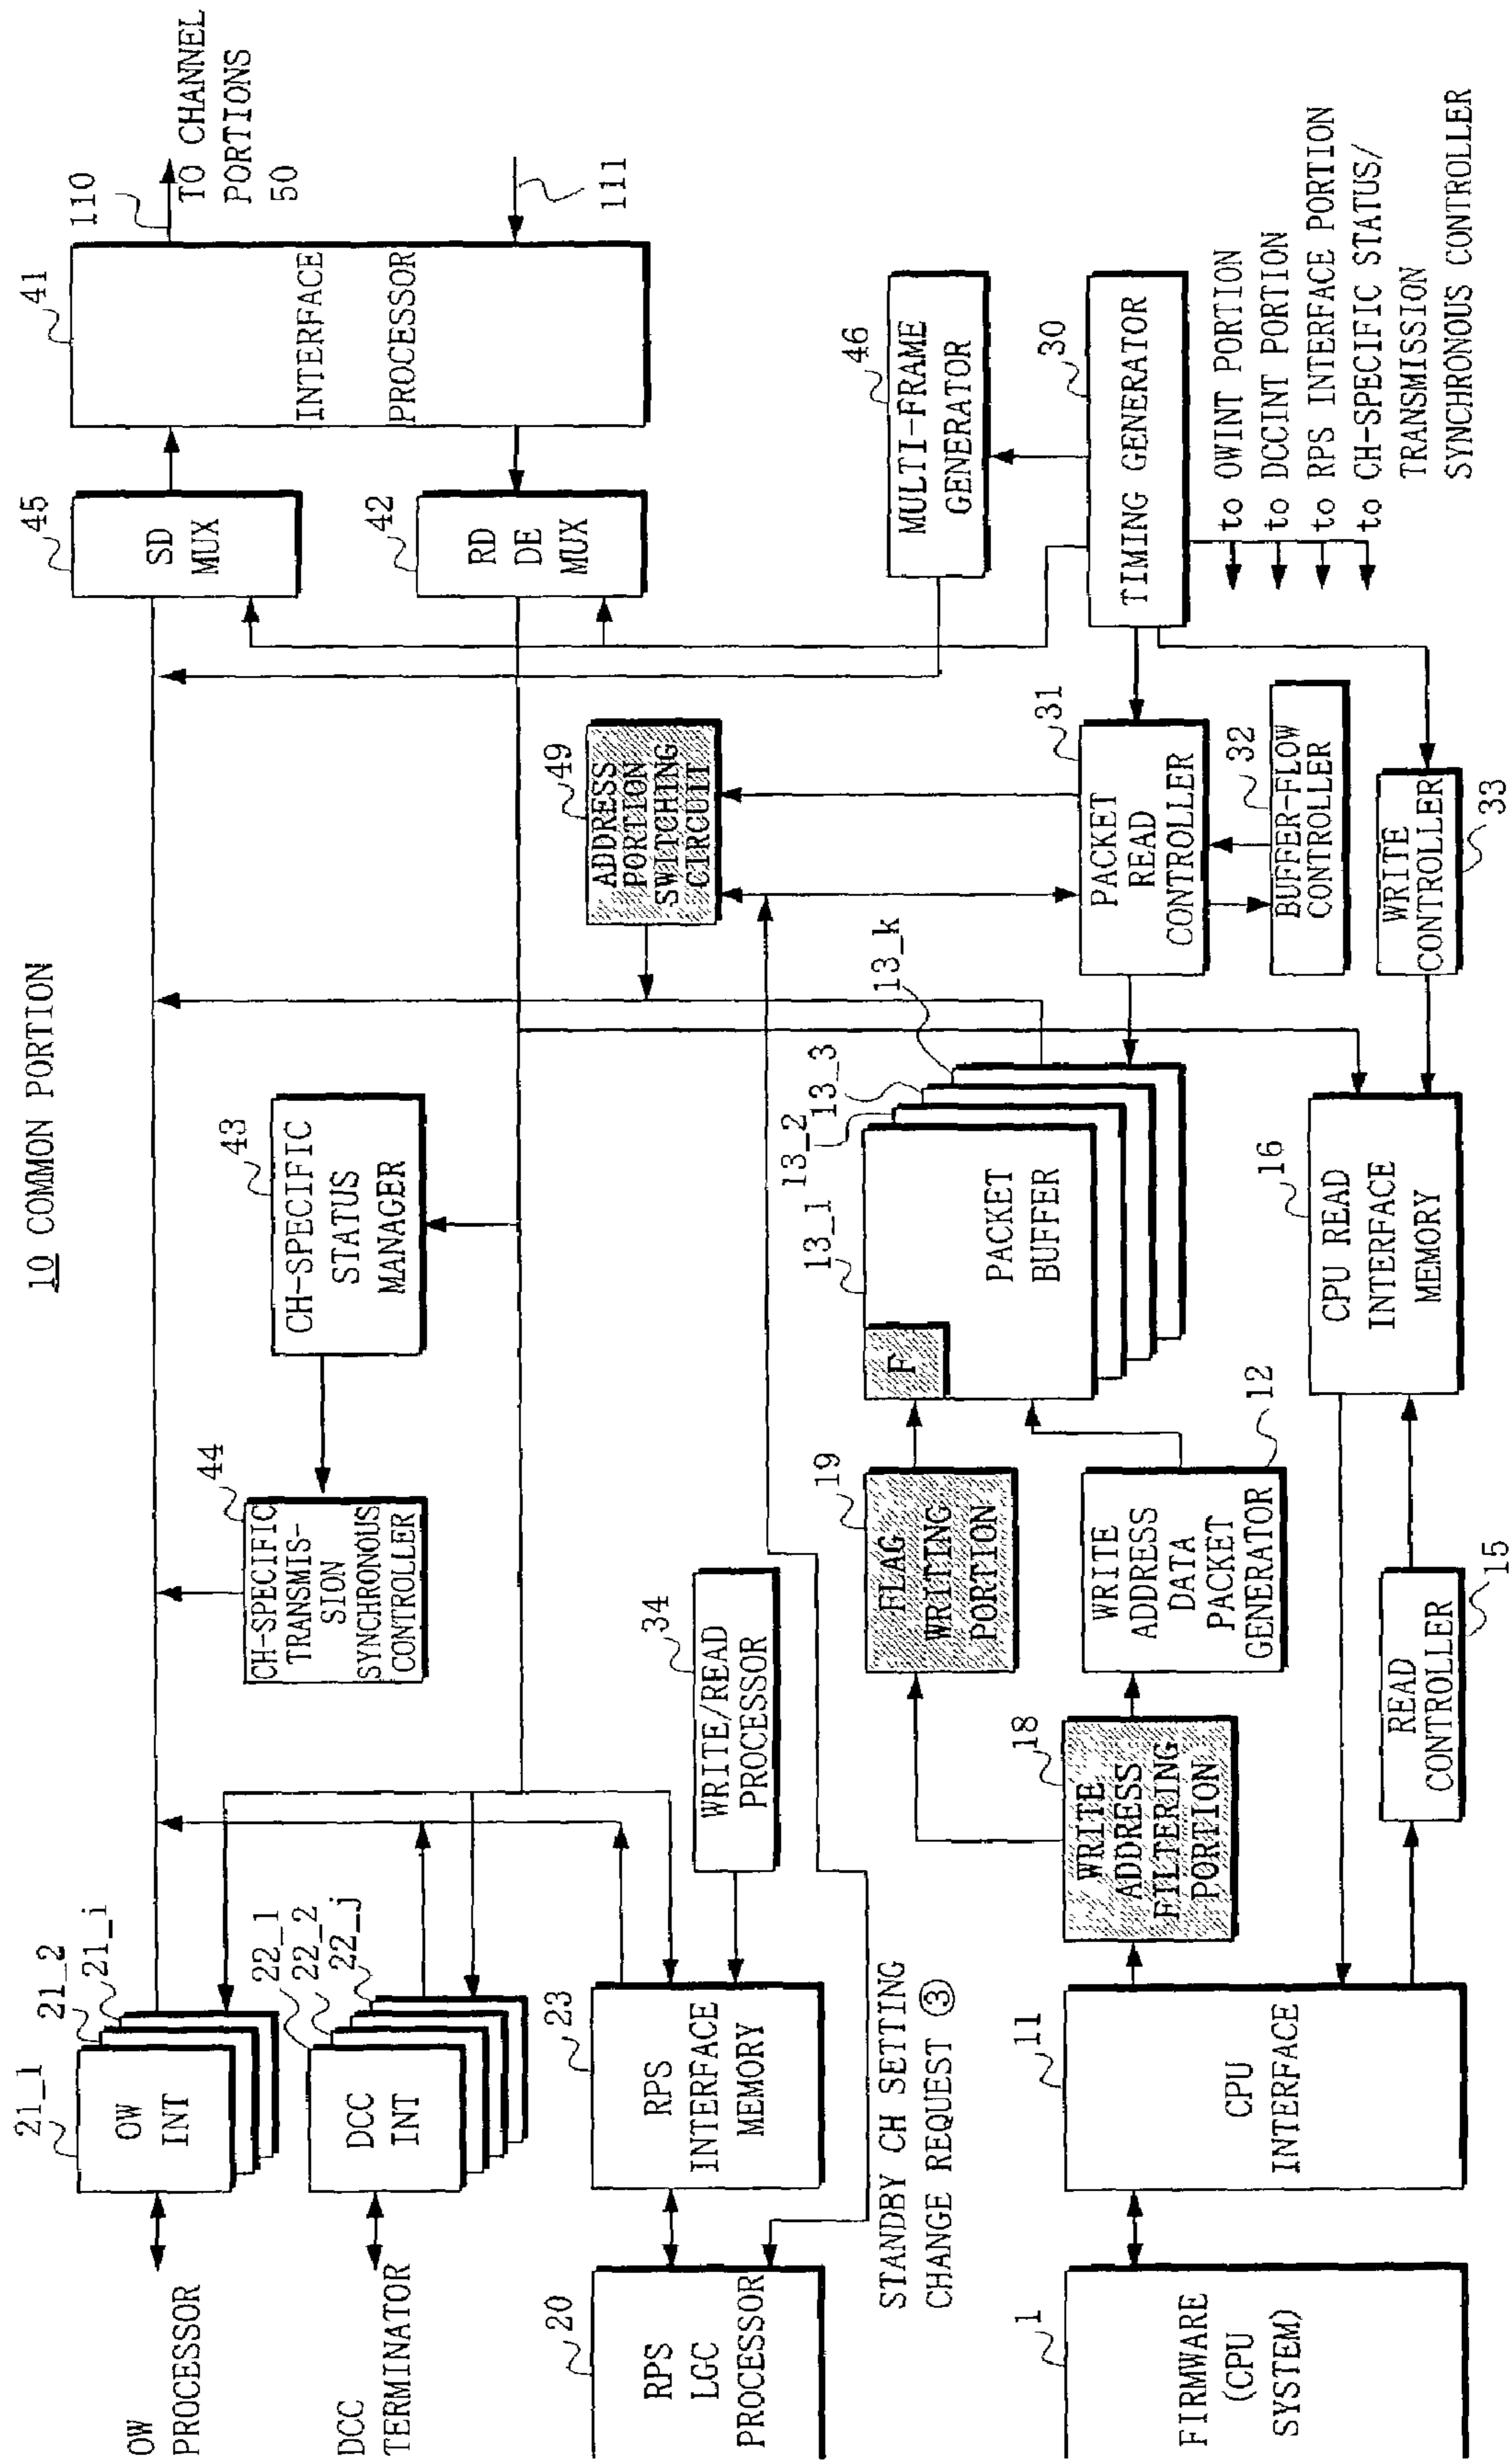 10 COMMON PORTION
OW
PROCESSOR
21_1
21_2
21_i
OW
INT
DCC
TERMINATOR
22_1
22_2
22_j
DCC
INT
20
RPS
LGC
PROCESSOR
23
RPS
INTERFACE
MEMORY
34
WRITE/READ
PROCESSOR
STANDBY CH SETTING
CHANGE REQUEST ③
1
FIRMWARE
(CPU
SYSTEM)
11
CPU
INTERFACE
18
WRITE
ADDRESS
FILTERING
PORTION
19
FLAG
WRITING
PORTION
12
WRITE
ADDRESS
DATA
PACKET
GENERATOR
15
READ
CONTROLLER
16
CPU READ
INTERFACE
MEMORY
13_1
13_2
13_3
13_k
F
PACKET
BUFFER
44
CH-SPECIFIC
TRANSMIS-
SION
SYNCHRONOUS
CONTROLLER
43
CH-SPECIFIC
STATUS
MANAGER
49
ADDRESS
PORTION
SWITCHING
CIRCUIT
31
PACKET
READ
CONTROLLER
32
BUFFER-FLOW
CONTROLLER
33
WRITE
CONTROLLER
45
SD
MUX
42
RD
DE
MUX
46
MULTI-FRAME
GENERATOR
30
TIMING GENERATOR
41
INTERFACE
PROCESSOR
110
TO CHANNEL
PORTIONS
50
111
to OWINT PORTION
to DCCINT PORTION
to RPS INTERFACE PORTION
to CH-SPECIFIC STATUS/
TRANSMISSION
SYNCHRONOUS CONTROLLER